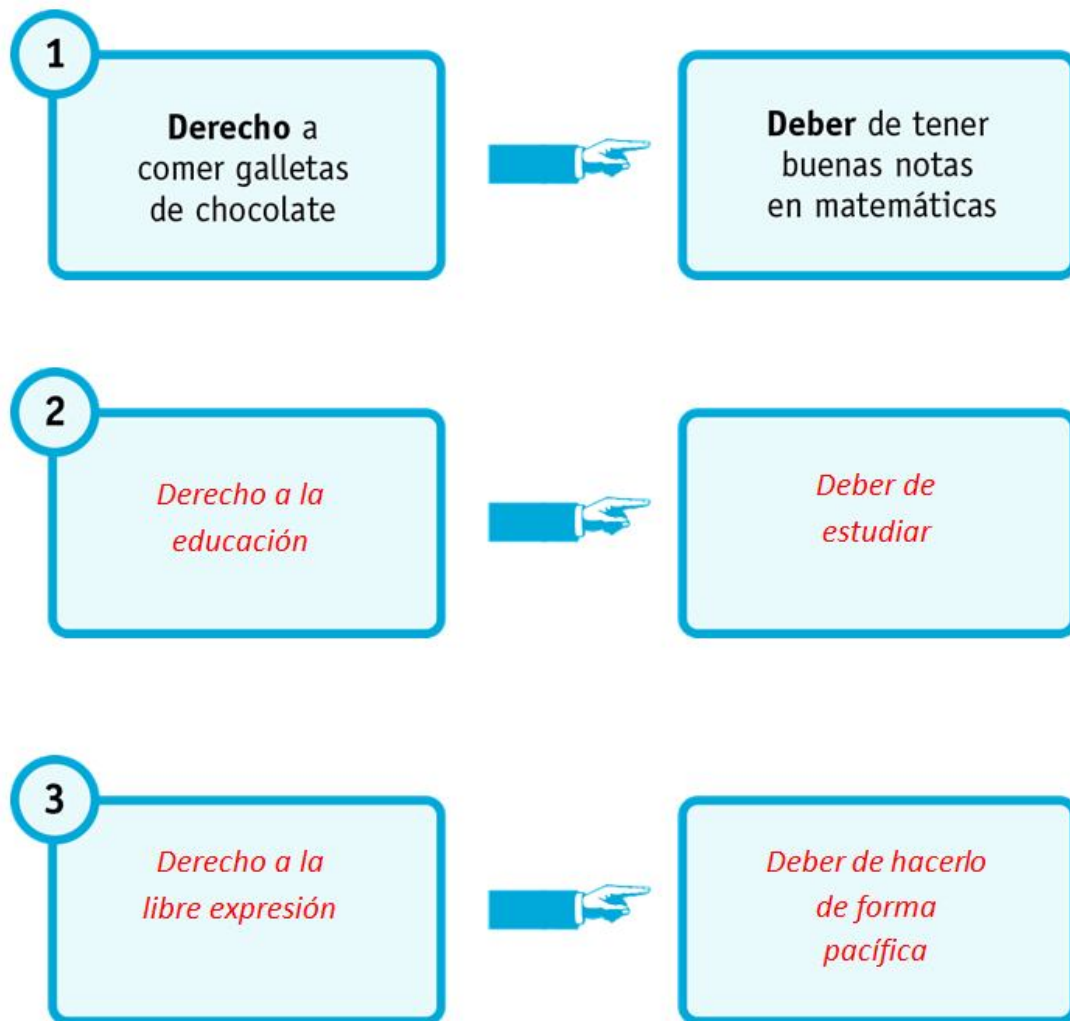 1
Derecho a
comer galletas
de chocolate
Deber de tener
buenas notas
en matemáticas
2
Derecho a la
educación
Deber de
estudiar
3
Derecho a la
libre expresión
Deber de hacerlo
de forma
pacífica